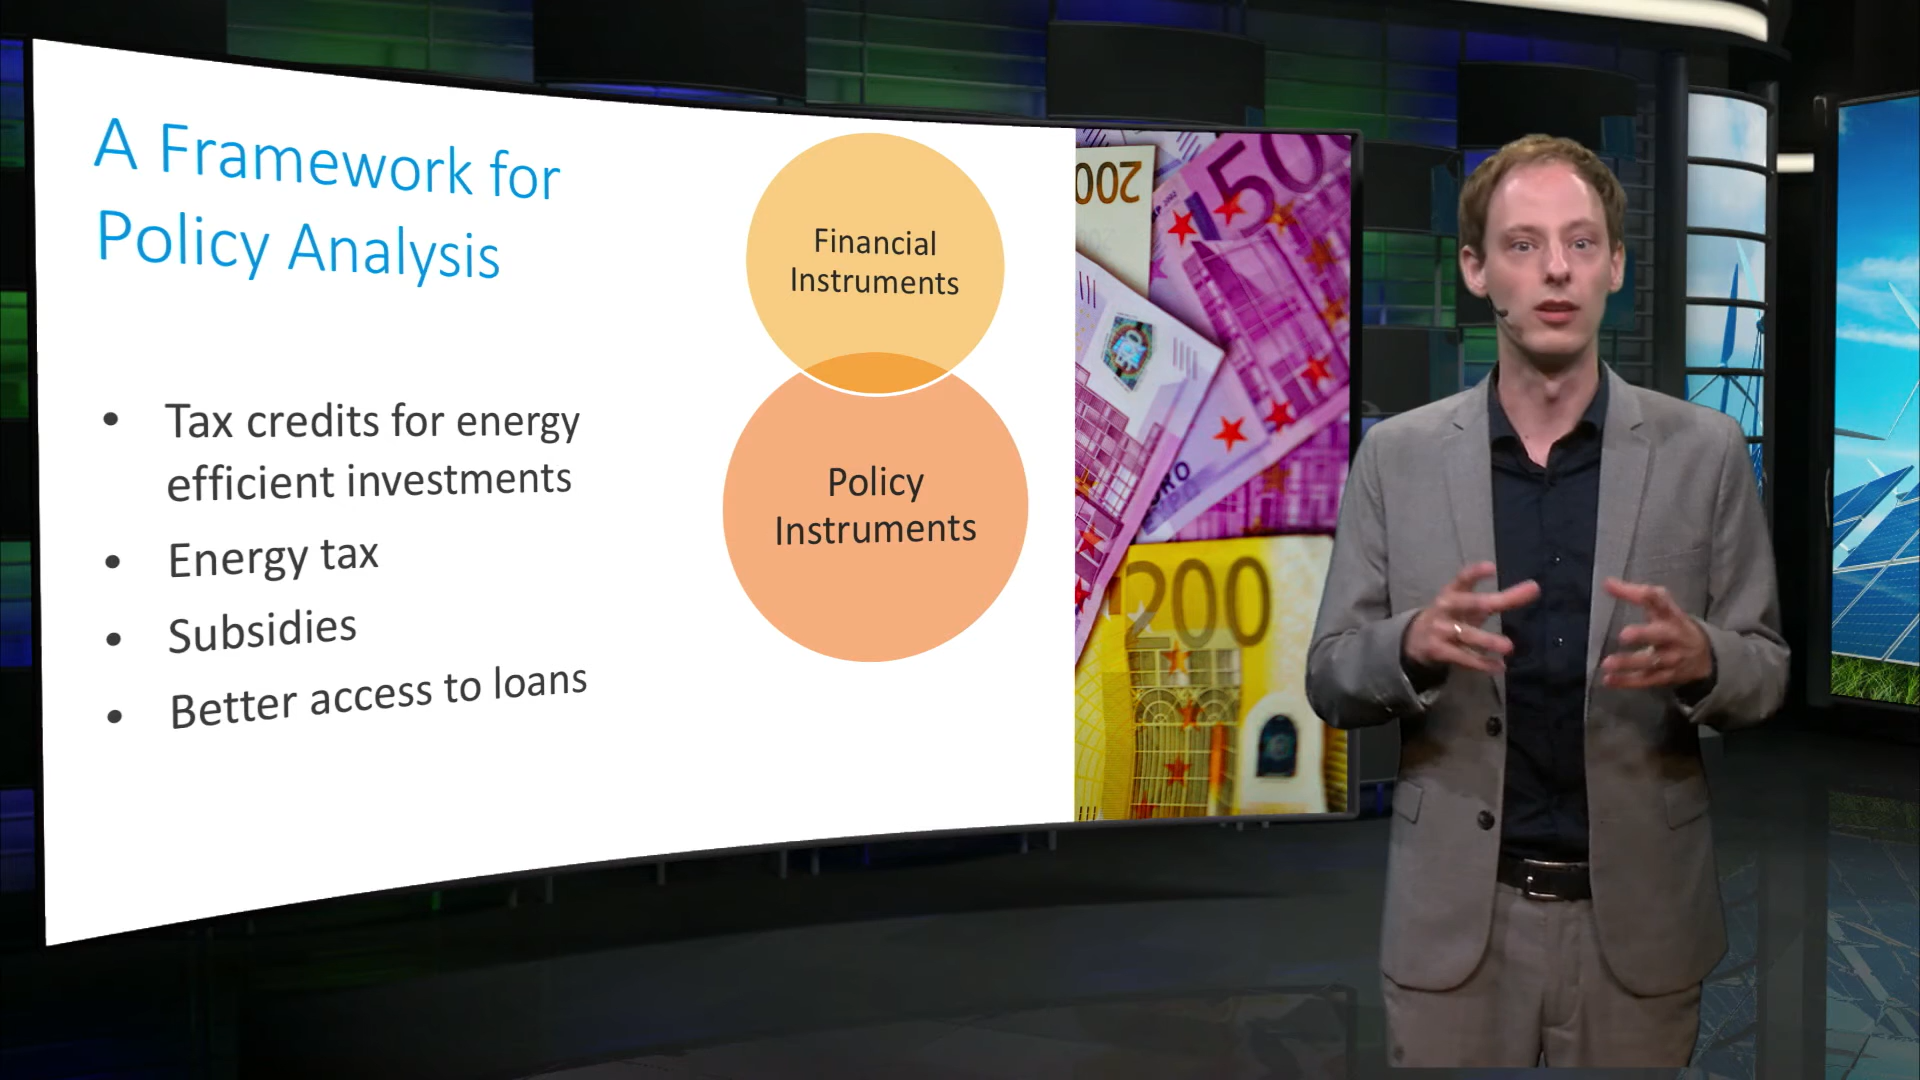 A Framework for
Policy Analysis
• Tax credits for energy
efficient investments
• Energy tax
• Subsidies
• Better access to loans
Financial
Instruments
Policy
Instruments
200
500
200